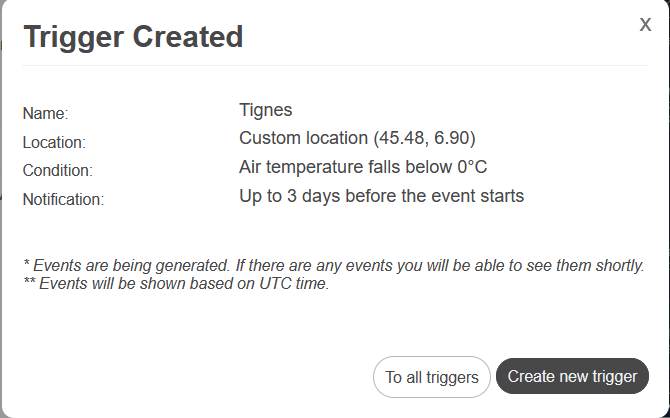 Trigger Created
X
Name: Tignes
Location: Custom location (45.48, 6.90)
Condition: Air temperature falls below 0°C
Notification: Up to 3 days before the event starts
* Events are being generated. If there are any events you will be able to see them shortly.
** Events will be shown based on UTC time.
To all triggers
Create new trigger